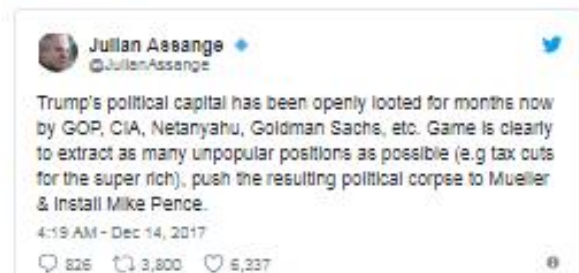 Julian Assange
@JulianAssange
Trump's political capital has been openly looted for months now
by GOP, CIA, Netanyahu, Goldman Sachs, etc. Game is clearly
to extract as many unpopular positions as possible (e.g tax cuts
for the super rich), push the resulting political corpse to Mueller
& install Mike Pence.
4:19 AM - Dec 14, 2017
826 3,800 6,337